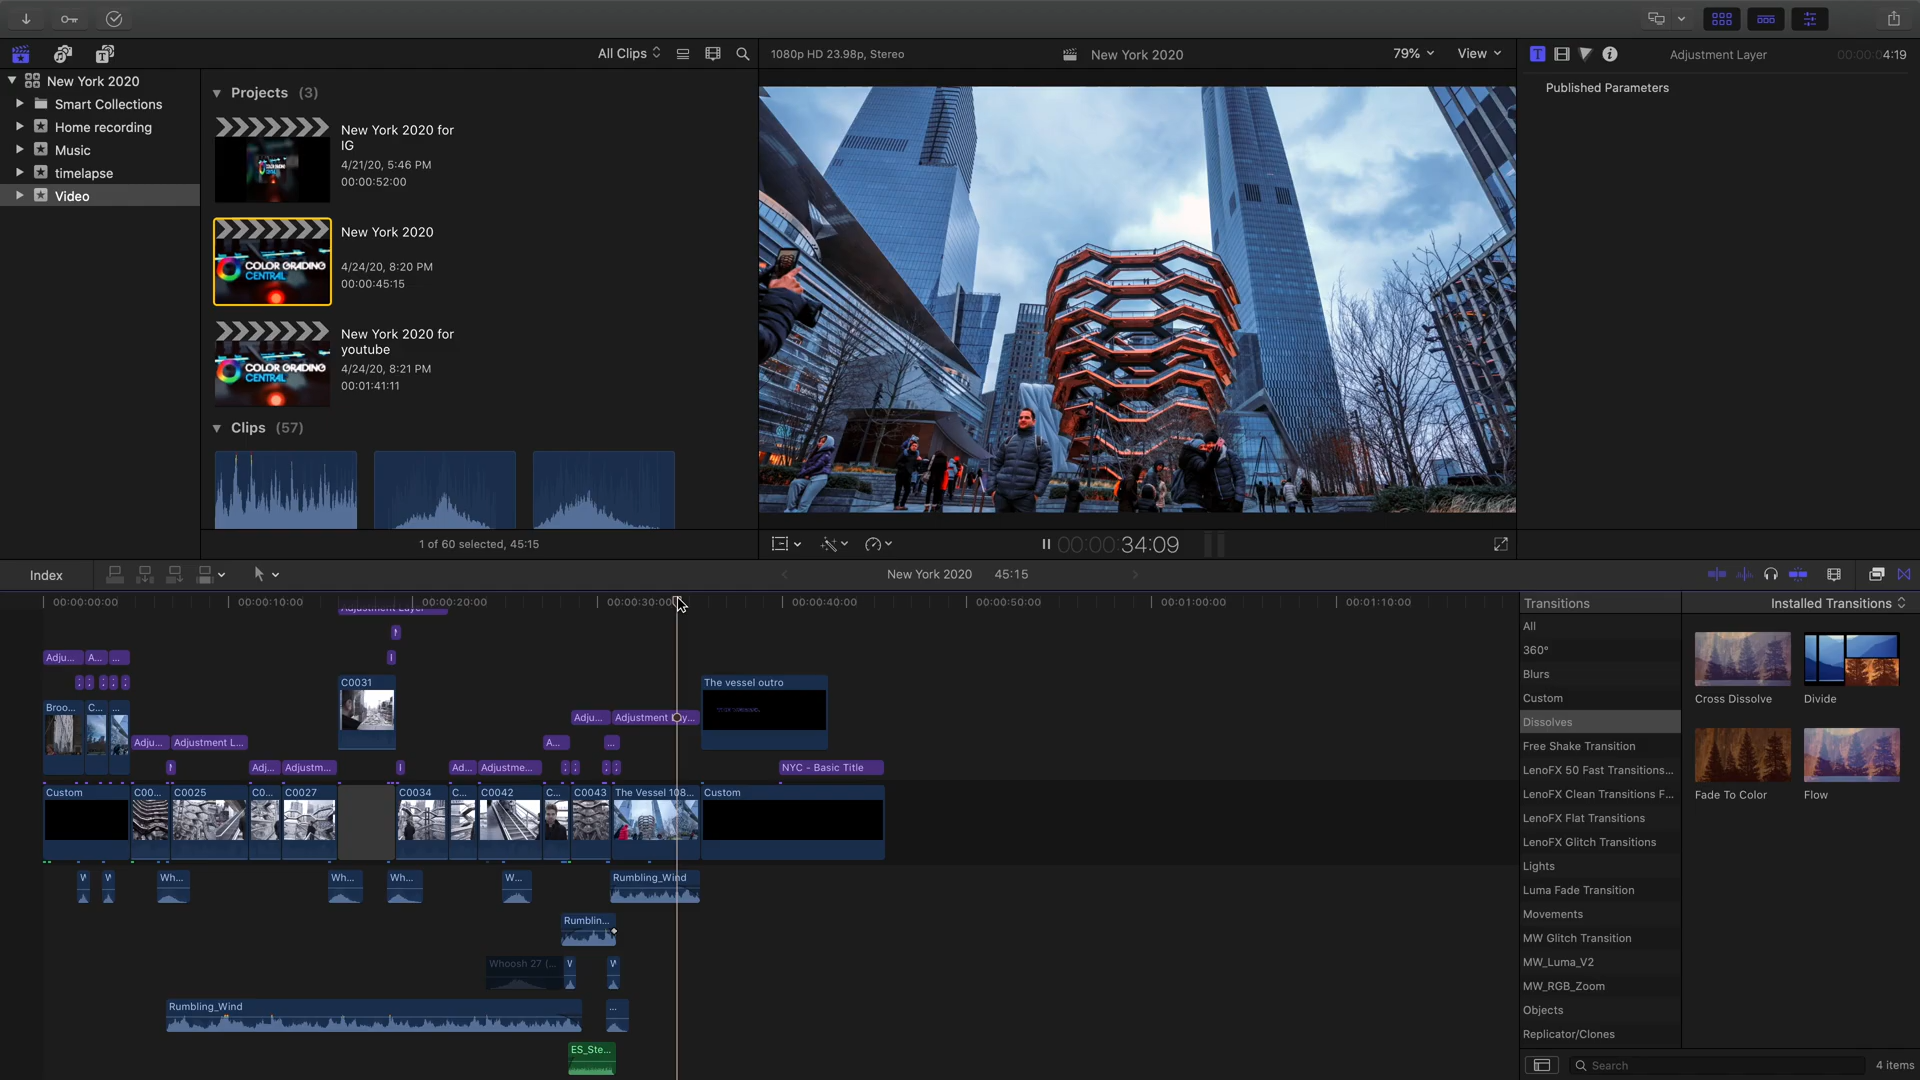 All Clips
1080p HD 23.98p, Stereo
New York 2020
79%
View
Adjustment Layer
00:00:04:19
New York 2020
Smart Collections
Home recording
Music
timelapse
Video
Projects (3)
New York 2020 for
IG
4/21/20, 5:46 PM
00:00:52:00
New York 2020
4/24/20, 8:20 PM
00:00:45:15
COLOR GRADING
CENTRAL
New York 2020 for
youtube
4/24/20, 8:21 PM
00:01:41:11
COLOR GRADING
CENTRAL
Clips (57)
1 of 60 selected, 45:15
Published Parameters
00:00:34:09
Index
New York 2020 45:15
00:00:00:00
00:00:10:00
00:00:20:00
00:00:30:00
00:00:40:00
00:00:50:00
00:01:00:00
00:01:10:00
Adjustment Layer
Adju...
A...
...
C0031
The vessel outro
Broo...
C...
Adju...
Adjustment L...
Adju...
A...
...
Adj...
Adjustm...
Ad...
Adjustme...
NYC - Basic Title
Custom
C00...
C0025
C0...
C0027
C0034
C...
C0042
C...
C0043
The Vessel 108...
Custom
W
W
Wh...
Wh...
Wh...
W...
Rumbling_Wind
Rumblin...
Whoosh 27 (...
W
W
Rumbling_Wind
...
ES_Ste...
Transitions
Installed Transitions
All
360°
Blurs
Custom
Dissolves
Free Shake Transition
LenoFX 50 Fast Transitions...
LenoFX Clean Transitions F...
LenoFX Flat Transitions
LenoFX Glitch Transitions
Lights
Luma Fade Transition
Movements
MW Glitch Transition
MW_Luma_V2
MW_RGB_Zoom
Objects
Replicator/Clones
Cross Dissolve
Divide
Fade To Color
Flow
Search
4 items